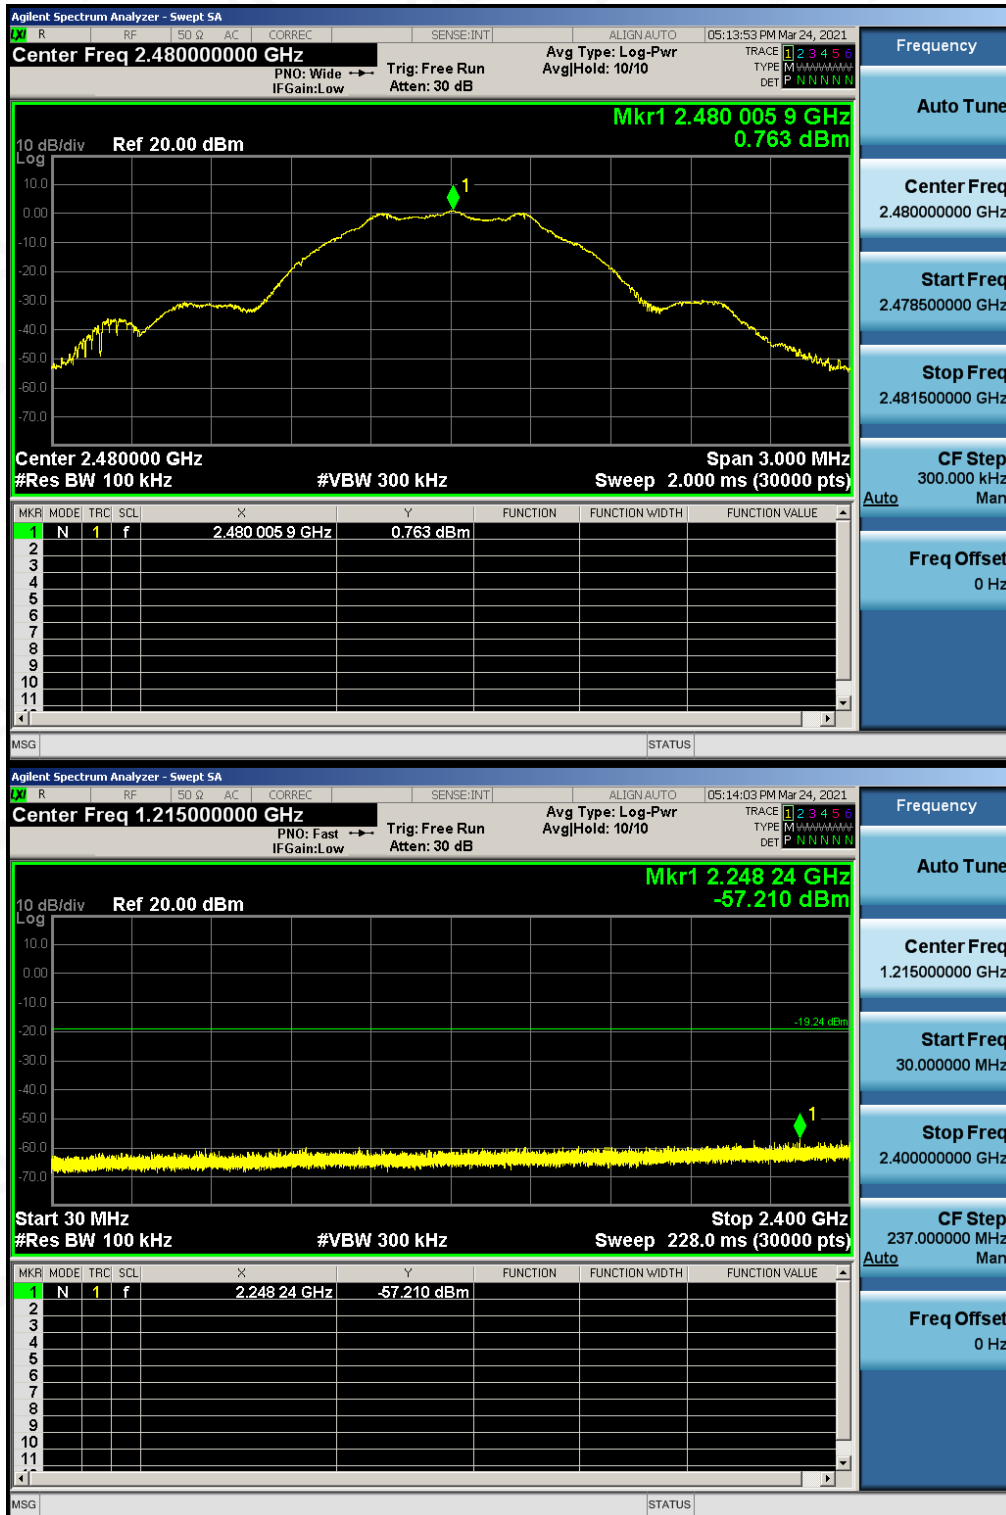 Agilent Spectrum Analyzer - Swept SA
LXI R RF 50 Ω AC CORREC SENSE:INT ALIGN AUTO 05:13:53 PM Mar 24, 2021
Center Freq 2.480000000 GHz
PNO: Wide
IFGain:Low
Trig: Free Run
Atten: 30 dB
Avg Type: Log-Pwr
Avg|Hold: 10/10
TRACE 1 2 3 4 5 6
TYPE M WWWWW
DET P N N N N N
Mkr1 2.480 005 9 GHz
0.763 dBm
10 dB/div Ref 20.00 dBm
Log
10.0
0.00
-10.0
-20.0
-30.0
-40.0
-50.0
-60.0
-70.0
1
Center 2.480000 GHz Span 3.000 MHz
#Res BW 100 kHz #VBW 300 kHz Sweep 2.000 ms (30000 pts)
MKR MODE TRC SCL X Y FUNCTION FUNCTION WIDTH FUNCTION VALUE
1 N 1 f 2.480 005 9 GHz 0.763 dBm
2
3
4
5
6
7
8
9
10
11
MSG STATUS
Frequency
Auto Tune
Center Freq
2.480000000 GHz
Start Freq
2.478500000 GHz
Stop Freq
2.481500000 GHz
CF Step
300.000 kHz
Auto Man
Freq Offset
0 Hz
Agilent Spectrum Analyzer - Swept SA
LXI R RF 50 Ω AC CORREC SENSE:INT ALIGN AUTO 05:14:03 PM Mar 24, 2021
Center Freq 1.215000000 GHz
PNO: Fast
IFGain:Low
Trig: Free Run
Atten: 30 dB
Avg Type: Log-Pwr
Avg|Hold: 10/10
TRACE 1 2 3 4 5 6
TYPE M WWWWW
DET P N N N N N
Mkr1 2.248 24 GHz
-57.210 dBm
10 dB/div Ref 20.00 dBm
Log
10.0
0.00
-10.0
-20.0
-30.0
-40.0
-50.0
-60.0
-70.0
-19.24 dBm
1
Start 30 MHz Stop 2.400 GHz
#Res BW 100 kHz #VBW 300 kHz Sweep 228.0 ms (30000 pts)
MKR MODE TRC SCL X Y FUNCTION FUNCTION WIDTH FUNCTION VALUE
1 N 1 f 2.248 24 GHz -57.210 dBm
2
3
4
5
6
7
8
9
10
11
MSG STATUS
Frequency
Auto Tune
Center Freq
1.215000000 GHz
Start Freq
30.000000 MHz
Stop Freq
2.400000000 GHz
CF Step
237.000000 MHz
Auto Man
Freq Offset
0 Hz